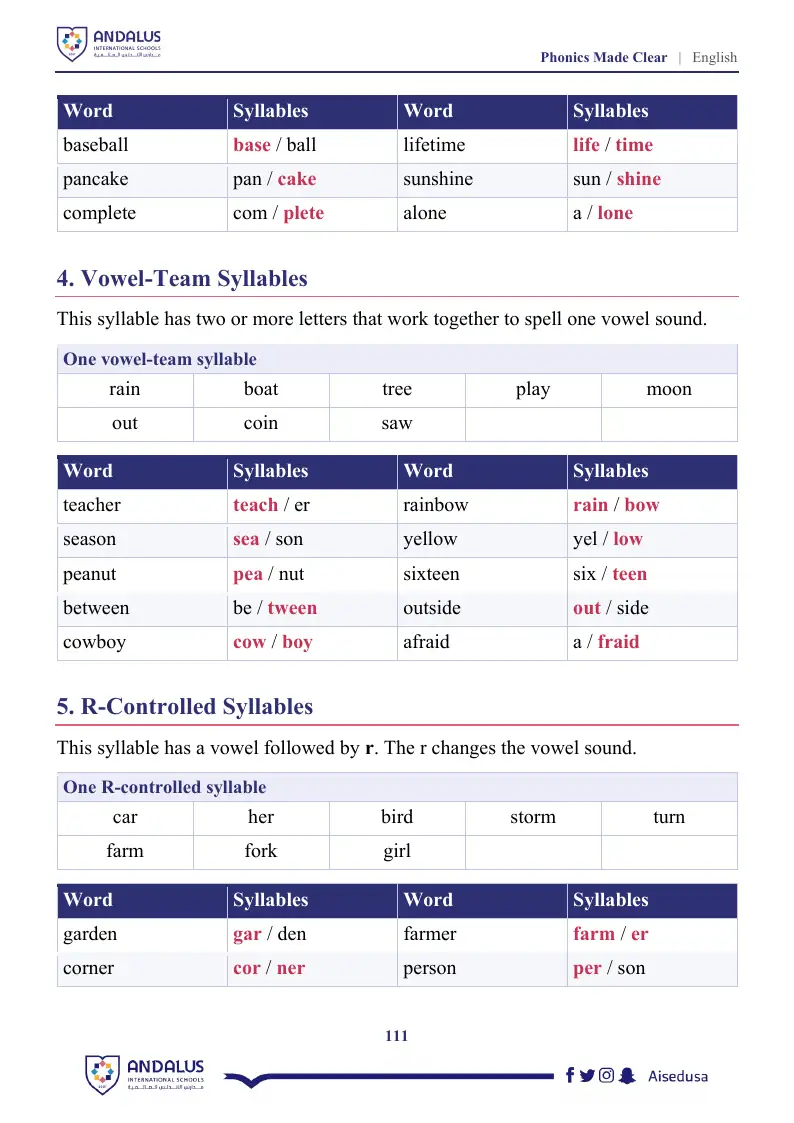 ANDALUS
INTERNATIONAL SCHOOLS
مدارس الأندلس العالمية
Phonics Made Clear | English
Word Syllables Word Syllables
baseball base / ball lifetime life / time
pancake pan / cake sunshine sun / shine
complete com / plete alone a / lone
4. Vowel-Team Syllables
This syllable has two or more letters that work together to spell one vowel sound.
One vowel-team syllable
rain boat tree play moon
out coin saw
Word Syllables Word Syllables
teacher teach / er rainbow rain / bow
season sea / son yellow yel / low
peanut pea / nut sixteen six / teen
between be / tween outside out / side
cowboy cow / boy afraid a / fraid
5. R-Controlled Syllables
This syllable has a vowel followed by r. The r changes the vowel sound.
One R-controlled syllable
car her bird storm turn
farm fork girl
Word Syllables Word Syllables
garden gar / den farmer farm / er
corner cor / ner person per / son
111
ANDALUS
INTERNATIONAL SCHOOLS
مدارس الأندلس العالمية
Aisedusa